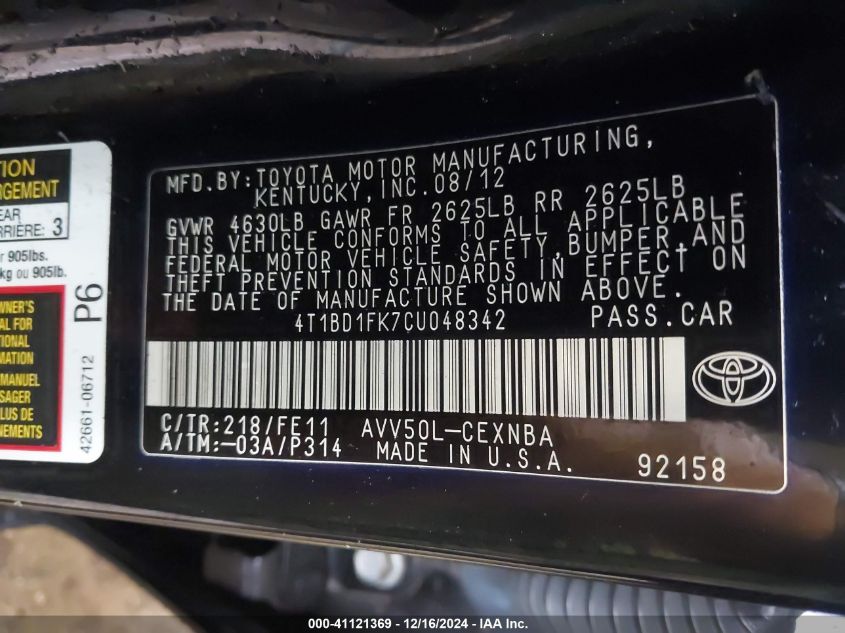 TION
RGEMENT
EAR
RRIÈRE: 3
r 905lbs.
kg ou 905lb.
WNER'S
AL FOR
TIONAL
MATION
MANUEL
SAGER
PLUS DE
NEMENTS
P6
42661-06712
MFD. BY: TOYOTA MOTOR MANUFACTURING,
KENTUCKY, INC. 08/12
GVWR 4630LB GAWR FR 2625LB RR 2625LB
THIS VEHICLE CONFORMS TO ALL APPLICABLE
FEDERAL MOTOR VEHICLE SAFETY, BUMPER, AND
THEFT PREVENTION STANDARDS IN EFFECT ON
THE DATE OF MANUFACTURE SHOWN ABOVE.
4T1BD1FK7CU048342 PASS. CAR
C/TR: 218/FE11 AVV50L-CEXNBA
A/TM: -03A/P314 MADE IN U.S.A. 92158
000-41121369 - 12/16/2024 - IAA Inc.